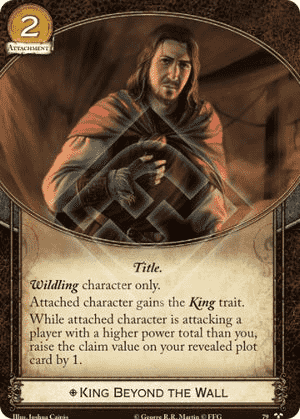 2
ATTACHMENT
Title.
Wildling character only.
Attached character gains the King trait.
While attached character is attacking a
player with a higher power total than you,
raise the claim value on your revealed plot
card by 1.
KING BEYOND THE WALL
Illus. Joshua Cairós © George R.R. Martin © FFG 79